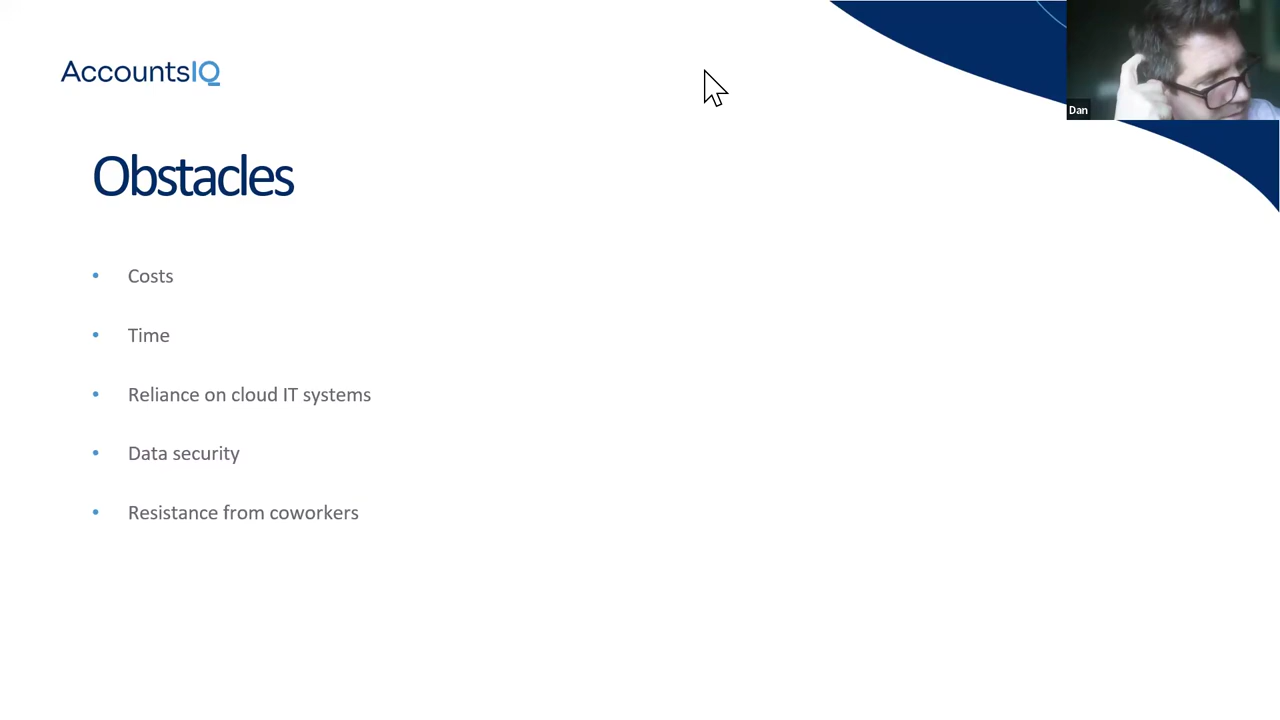 AccountsIQ
Dan
Obstacles
• Costs
• Time
• Reliance on cloud IT systems
• Data security
• Resistance from coworkers